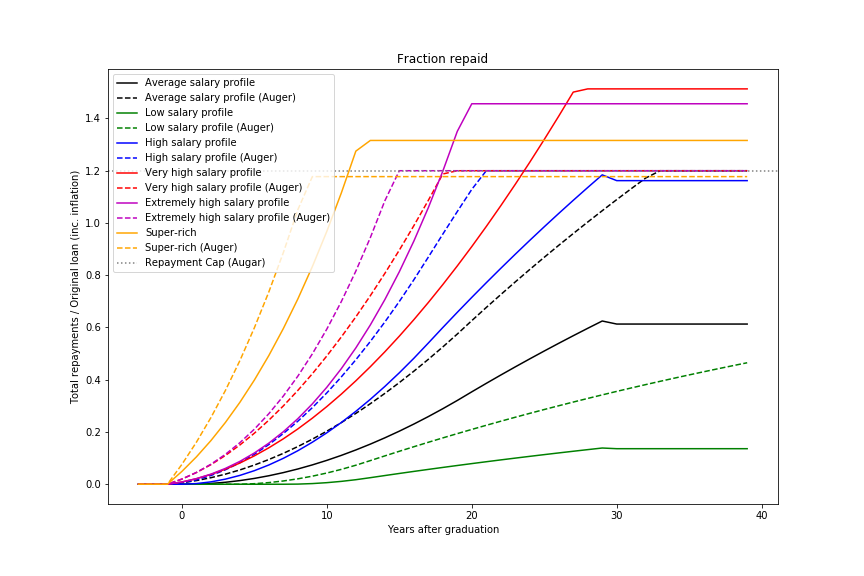 Fraction repaid
Average salary profile
Average salary profile (Auger)
Low salary profile
Low salary profile (Auger)
High salary profile
High salary profile (Auger)
Very high salary profile
Very high salary profile (Auger)
Extremely high salary profile
Extremely high salary profile (Auger)
Super-rich
Super-rich (Auger)
Repayment Cap (Augar)
Total repayments / Original loan (inc. inflation)
1.4
1.2
1.0
0.8
0.6
0.4
0.2
0.0
0 10 20 30 40
Years after graduation